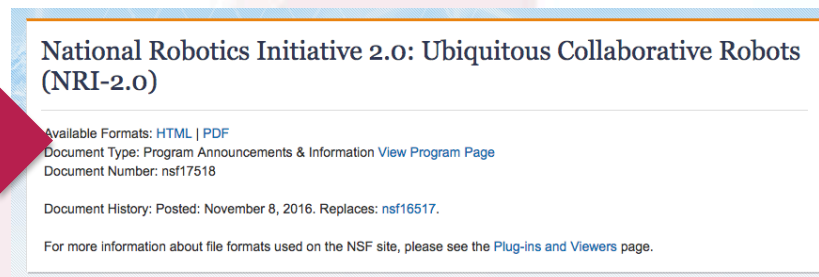 National Robotics Initiative 2.0: Ubiquitous Collaborative Robots
(NRI-2.0)
Available Formats: HTML | PDF
Document Type: Program Announcements & Information View Program Page
Document Number: nsf17518
Document History: Posted: November 8, 2016. Replaces: nsf16517.
For more information about file formats used on the NSF site, please see the Plug-ins and Viewers page.